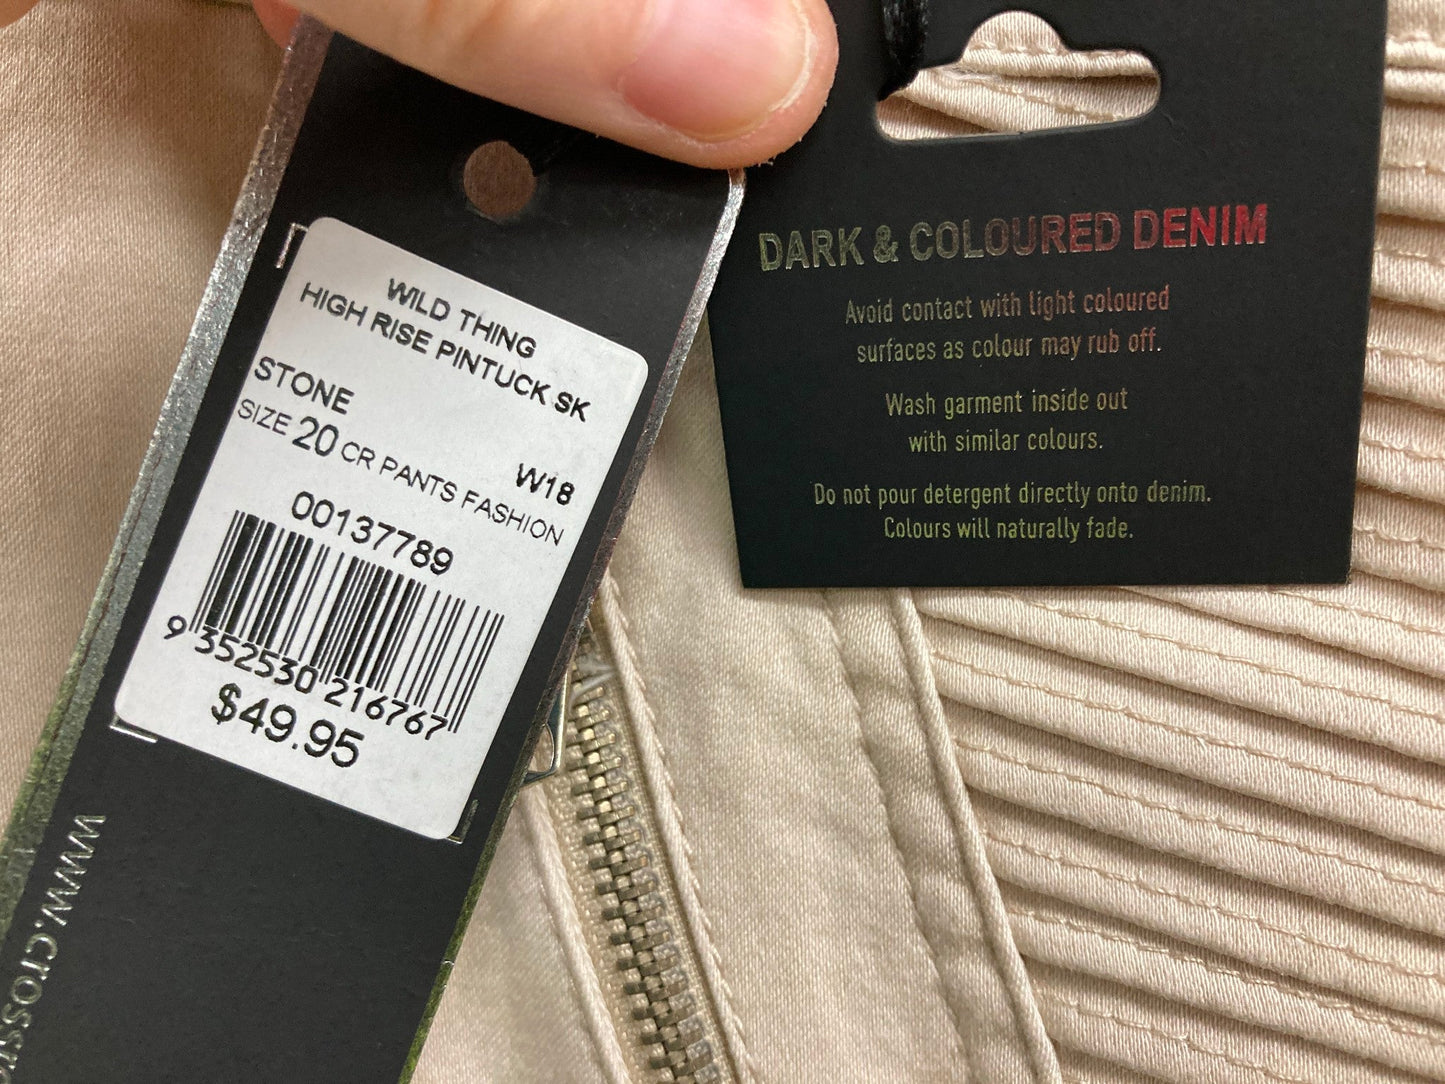 WILD THING
HIGH RISE PINTUCK SK
STONE
W18
SIZE 20 CR PANTS FASHION
00137789
9 352530 216767
$49.95
DARK & COLOURED DENIM
Avoid contact with light coloured
surfaces as colour may rub off.
Wash garment inside out
with similar colours.
Do not pour detergent directly onto denim.
Colours will naturally fade.